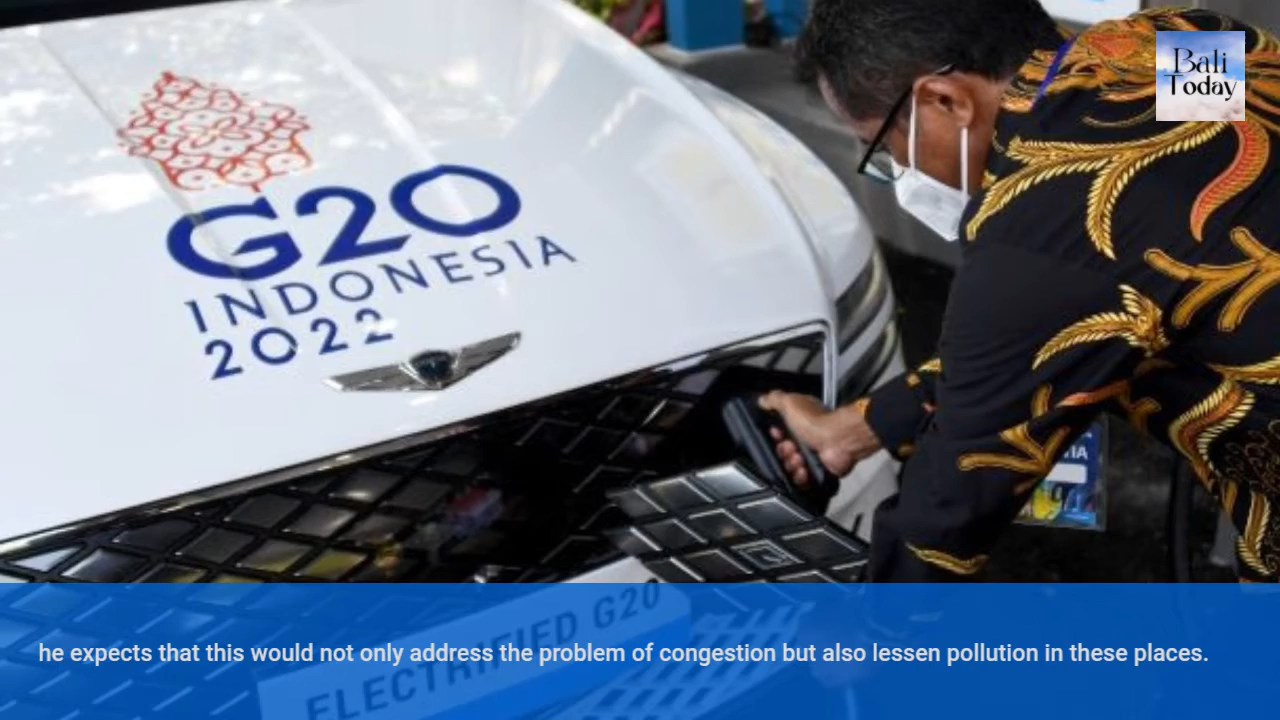 Bali
Today
G20
INDONESIA
2022
ELECTRIFIED G20
he expects that this would not only address the problem of congestion but also lessen pollution in these places.